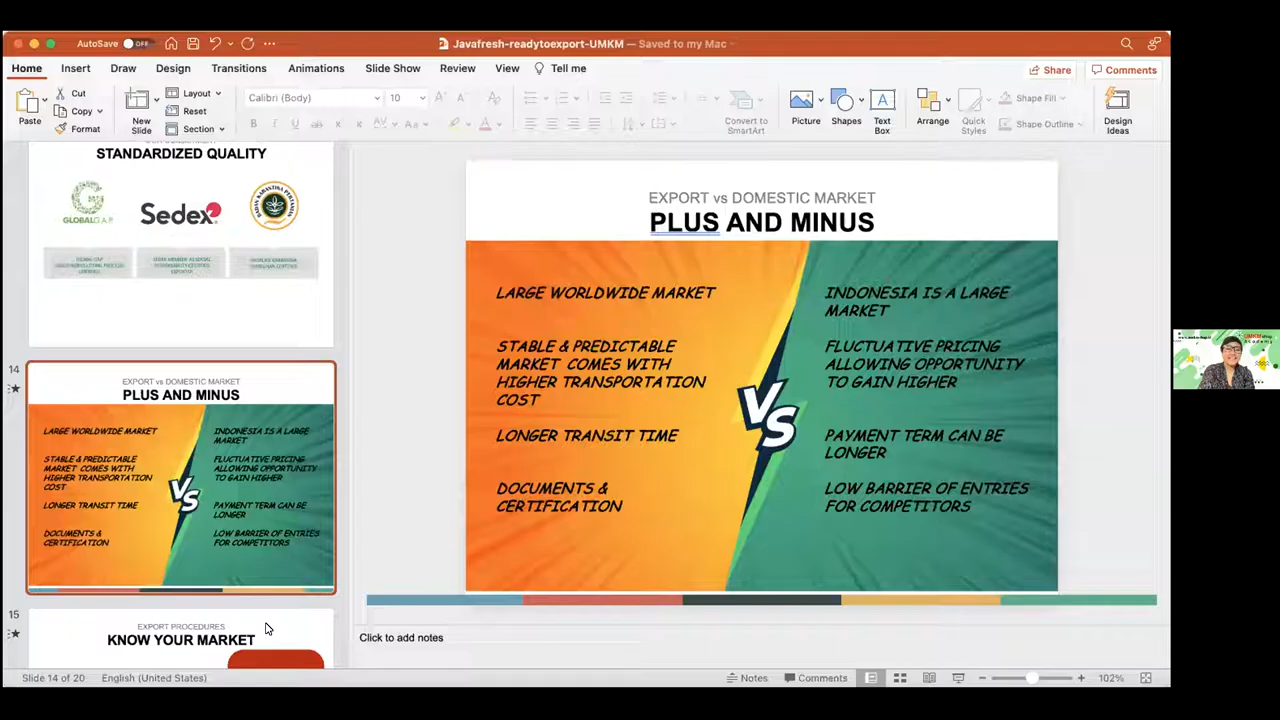 AutoSave OFF
Javafresh-readytoexport-UMKM — Saved to my Mac
Home Insert Draw Design Transitions Animations Slide Show Review View Tell me
Share Comments
Paste
Cut
Copy
Format
New Slide
Layout
Reset
Section
Calibri (Body) 10
Convert to SmartArt
Picture
Shapes
Text Box
Arrange
Quick Styles
Shape Fill
Shape Outline
Design Ideas
STANDARDIZED QUALITY
GLOBALG.A.P.
Sedex
14
EXPORT vs DOMESTIC MARKET
PLUS AND MINUS
LARGE WORLDWIDE MARKET
STABLE & PREDICTABLE
MARKET COMES WITH
HIGHER TRANSPORTATION
COST
LONGER TRANSIT TIME
DOCUMENTS &
CERTIFICATION
VS
INDONESIA IS A LARGE
MARKET
FLUCTUATIVE PRICING
ALLOWING OPPORTUNITY
TO GAIN HIGHER
PAYMENT TERM CAN BE
LONGER
LOW BARRIER OF ENTRIES
FOR COMPETITORS
15
EXPORT PROCEDURES
KNOW YOUR MARKET
EXPORT vs DOMESTIC MARKET
PLUS AND MINUS
LARGE WORLDWIDE MARKET
STABLE & PREDICTABLE
MARKET COMES WITH
HIGHER TRANSPORTATION
COST
LONGER TRANSIT TIME
DOCUMENTS &
CERTIFICATION
VS
INDONESIA IS A LARGE
MARKET
FLUCTUATIVE PRICING
ALLOWING OPPORTUNITY
TO GAIN HIGHER
PAYMENT TERM CAN BE
LONGER
LOW BARRIER OF ENTRIES
FOR COMPETITORS
Click to add notes
Slide 14 of 20 English (United States)
Notes Comments 102%